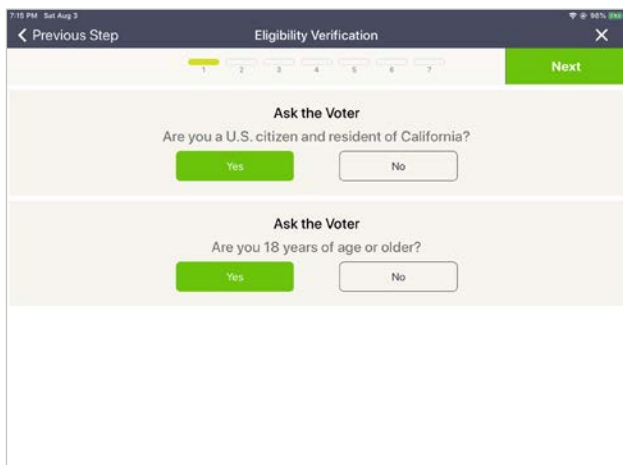 7:15 PM Sat Aug 3
98%
Previous Step
Eligibility Verification
1 2 3 4 5 6 7
Next
Ask the Voter
Are you a U.S. citizen and resident of California?
Yes No
Ask the Voter
Are you 18 years of age or older?
Yes No